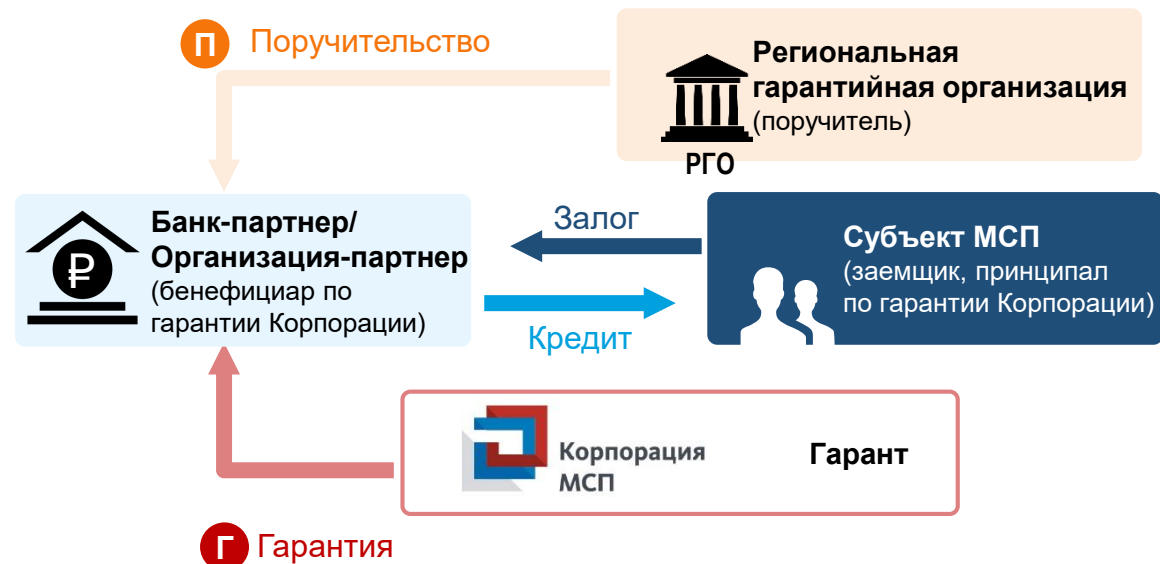 П Поручительство
Региональная
гарантийная организация
(поручитель)
РГО
Банк-партнер/
Организация-партнер
(бенефициар по
гарантии Корпорации)
₽
Залог
Кредит
Субъект МСП
(заемщик, принципал
по гарантии Корпорации)
Корпорация
МСП
Гарант
Г Гарантия